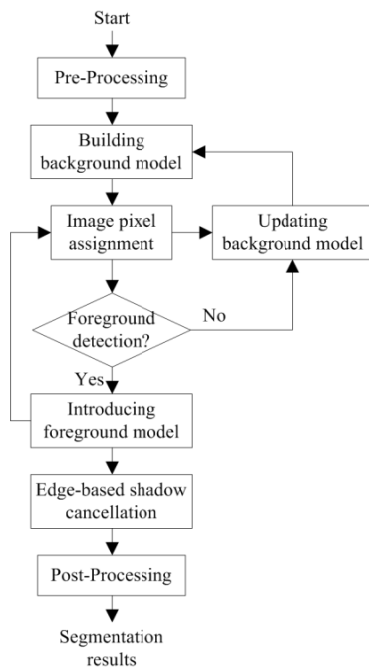 Start
Pre-Processing
Building
background model
Image pixel
assignment
Updating
background model
Foreground
detection?
No
Yes
Introducing
foreground model
Edge-based shadow
cancellation
Post-Processing
Segmentation
results